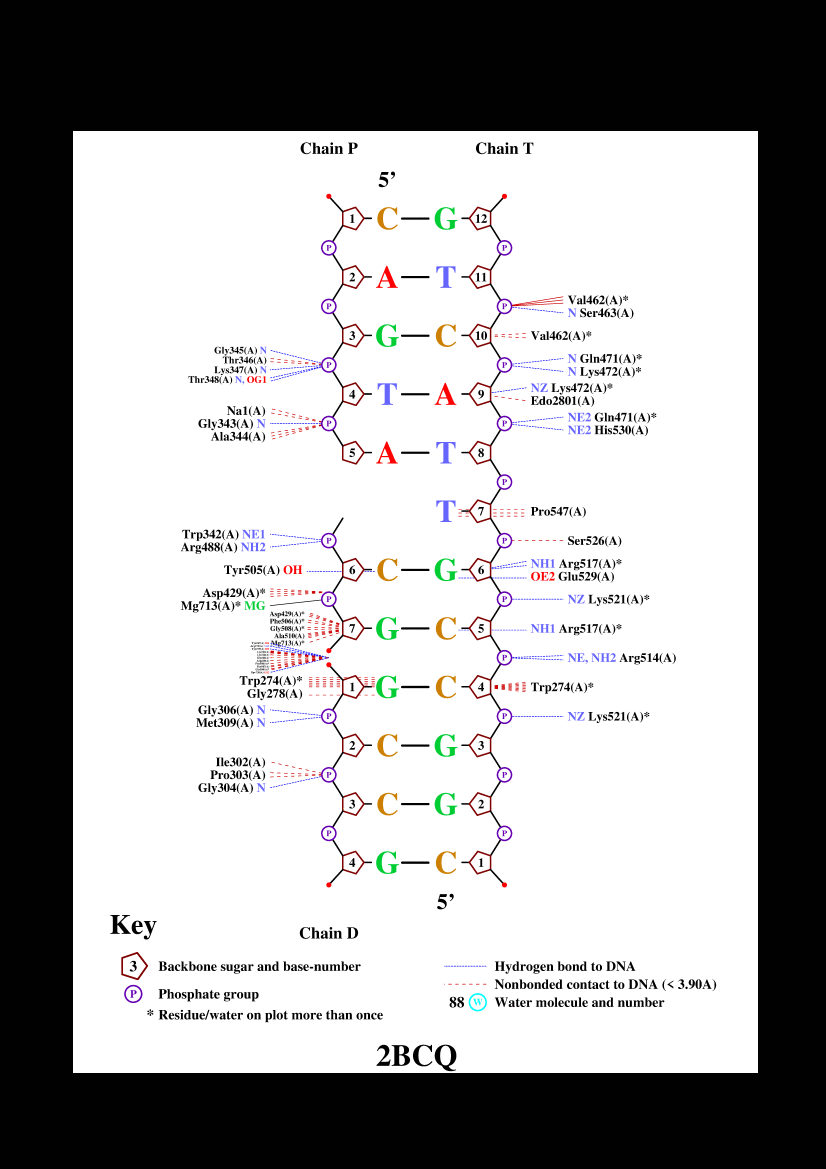 Chain P
Chain T
5’
1 C G 12
P P
2 A T 11
P P
Val462(A)*
N Ser463(A)
3 G C 10
Val462(A)*
Gly345(A) N
Thr346(A)
Lys347(A) N
Thr348(A) N, OG1
P P
N Gln471(A)*
N Lys472(A)*
4 T A 9
NZ Lys472(A)*
Edo2801(A)
Na1(A)
Gly343(A) N
Ala344(A)
P P
NE2 Gln471(A)*
NE2 His530(A)
5 A T 8
P
T 7
Pro547(A)
Trp342(A) NE1
Arg488(A) NH2
P P
Ser526(A)
Tyr505(A) OH
6 C G 6
NH1 Arg517(A)*
OE2 Glu529(A)
Asp429(A)*
Mg713(A)* MG
P P
NZ Lys521(A)*
Asp429(A)*
Phe506(A)*
Gly508(A)*
Ala510(A)
Mg713(A)*
7 G C 5
NH1 Arg517(A)*
P
NE, NH2 Arg514(A)
Trp274(A)*
Gly278(A)
1 G C 4
Trp274(A)*
Gly306(A) N
Met309(A) N
P P
NZ Lys521(A)*
2 C G 3
Ile302(A)
Pro303(A)
Gly304(A) N
P P
3 C G 2
P P
4 G C 1
5’
Chain D
Key
3 Backbone sugar and base-number
P Phosphate group
* Residue/water on plot more than once
Hydrogen bond to DNA
Nonbonded contact to DNA (< 3.90A)
88 W Water molecule and number
2BCQ